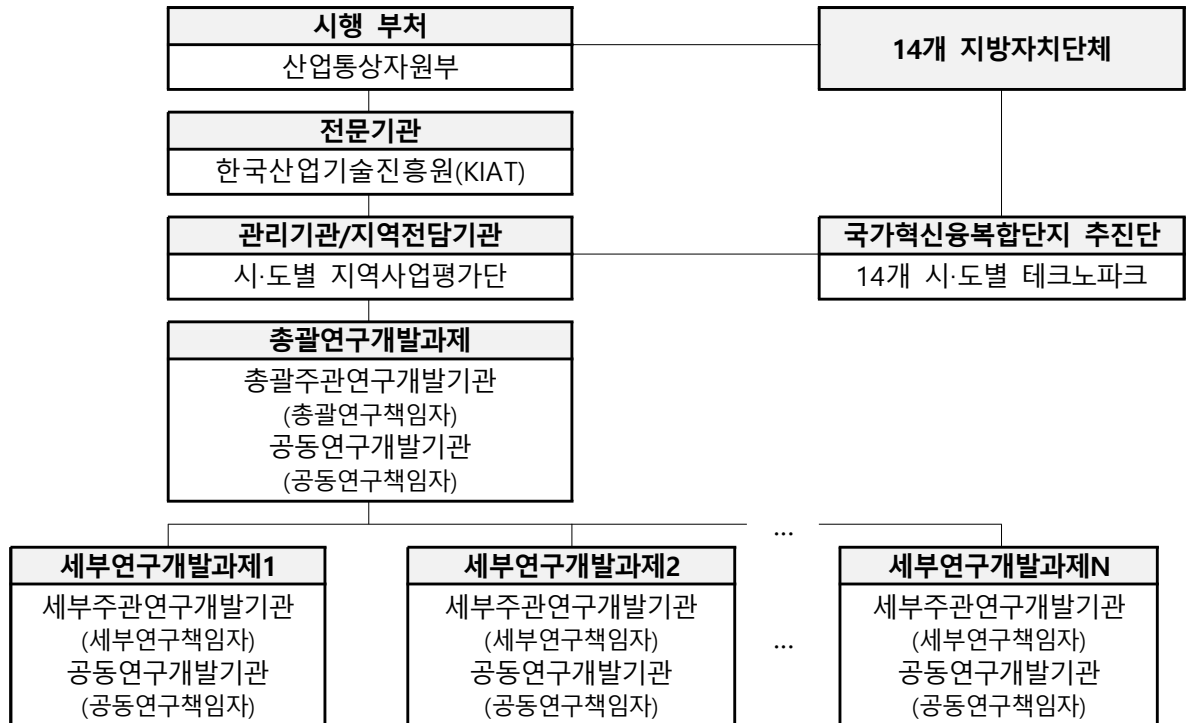 시행 부처
산업통상자원부
14개 지방자치단체
전문기관
한국산업기술진흥원(KIAT)
관리기관/지역전담기관
시·도별 지역사업평가단
국가혁신융복합단지 추진단
14개 시·도별 테크노파크
총괄연구개발과제
총괄주관연구개발기관
(총괄연구책임자)
공동연구개발기관
(공동연구책임자)
...
세부연구개발과제1
세부주관연구개발기관
(세부연구책임자)
공동연구개발기관
(공동연구책임자)
세부연구개발과제2
세부주관연구개발기관
(세부연구책임자)
공동연구개발기관
(공동연구책임자)
...
세부연구개발과제N
세부주관연구개발기관
(세부연구책임자)
공동연구개발기관
(공동연구책임자)